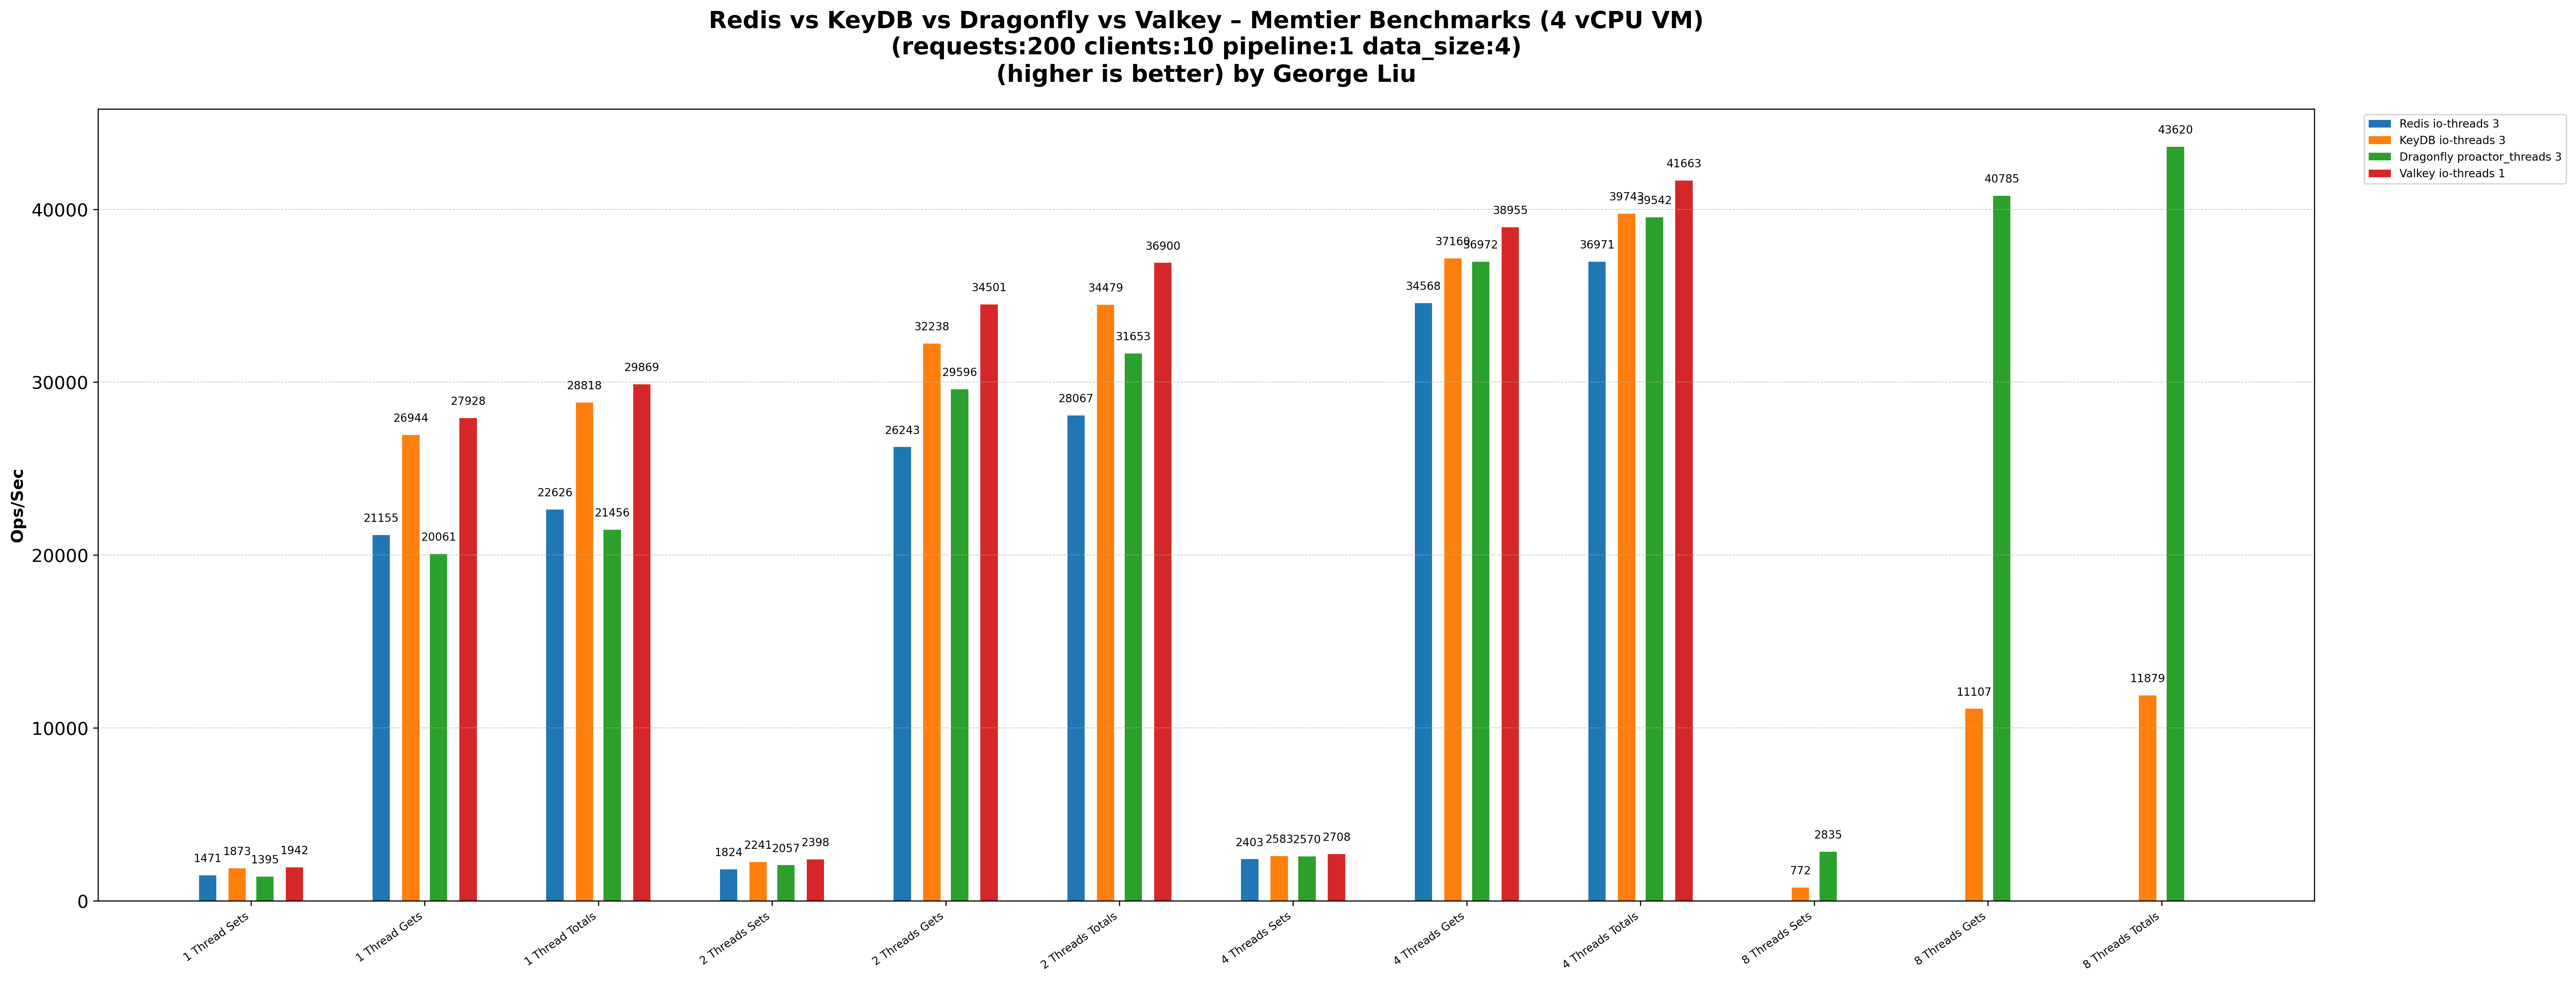 Redis vs KeyDB vs Dragonfly vs Valkey – Memtier Benchmarks (4 vCPU VM)
(requests:200 clients:10 pipeline:1 data_size:4)
(higher is better) by George Liu
Redis io-threads 3
KeyDB io-threads 3
Dragonfly proactor_threads 3
Valkey io-threads 1
Ops/Sec
40000
30000
20000
10000
0
1471
1873
1395
1942
21155
26944
20061
27928
22626
28818
21456
29869
1824
2241
2057
2398
26243
32238
29596
34501
28067
34479
31653
36900
2403
2583
2570
2708
34568
37160
36972
38955
36971
39743
39542
41663
772
2835
11107
40785
11879
43620
1 Thread Sets
1 Thread Gets
1 Thread Totals
2 Threads Sets
2 Threads Gets
2 Threads Totals
4 Threads Sets
4 Threads Gets
4 Threads Totals
8 Threads Sets
8 Threads Gets
8 Threads Totals